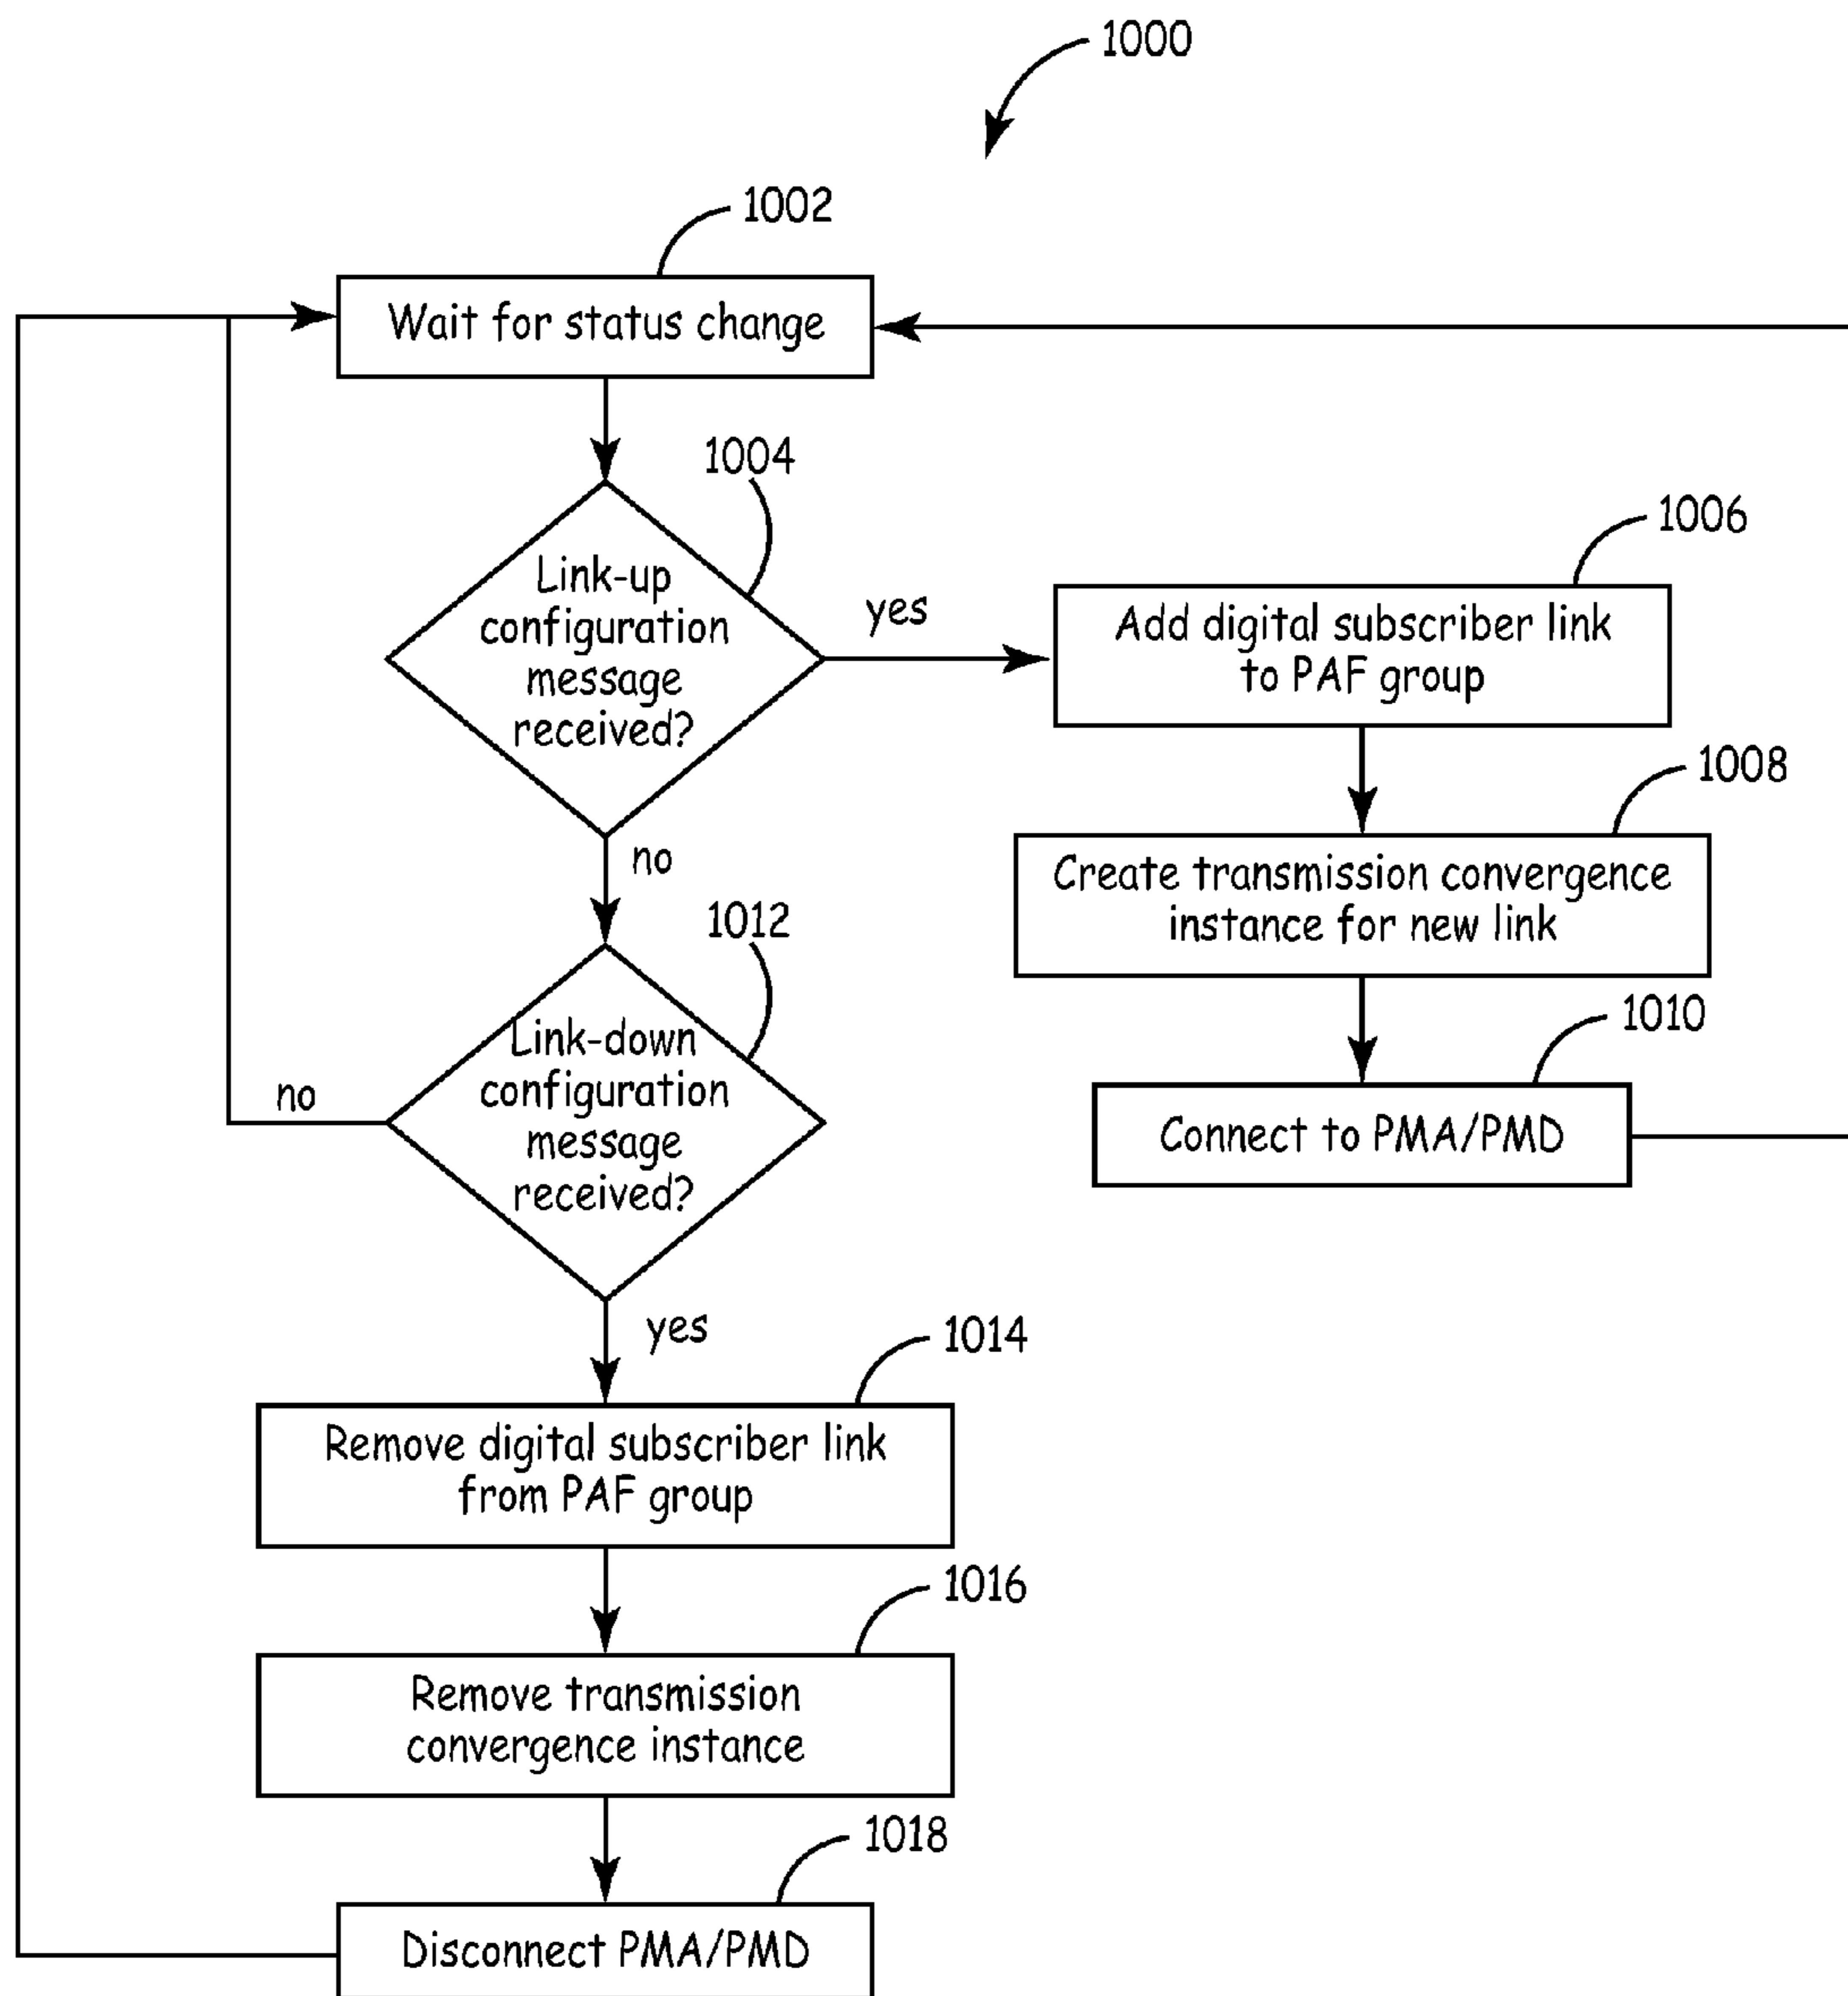 1000
1002
Wait for status change
1004
Link-up
configuration
message
received?
yes
1006
Add digital subscriber link
to PAF group
1008
Create transmission convergence
instance for new link
no
1012
1010
Connect to PMA/PMD
Link-down
configuration
message
received?
no
yes
1014
Remove digital subscriber link
from PAF group
1016
Remove transmission
convergence instance
1018
Disconnect PMA/PMD